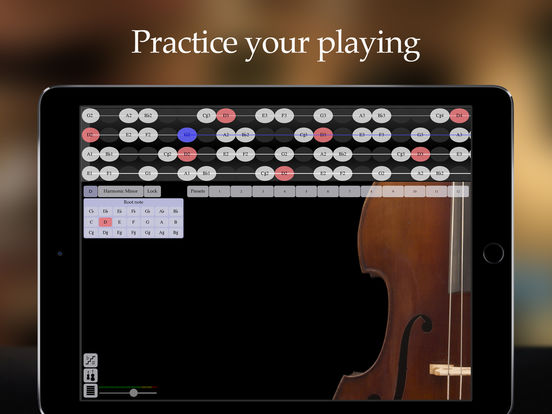 Practice your playing
G2 A2 B♭2 C♯3 D3 E3 F3 G3 A3 B♭3 C♯4 D4
D2 E2 F2 G2 A2 B♭2 C♯3 D3 E3 F3 G3 A3
A1 B♭1 C♯2 D2 E2 F2 G2 A2 B♭2 C♯3 D3 E3
E1 F1 G1 A1 B♭1 C♯2 D2 E2 F2 G2 A2 B♭2
D Harmonic Minor Lock Presets 1 2 3 4 5 6 7 8 9 10 11 12
Root note
C♭ D♭ E♭ F♭ G♭ A♭ B♭
C D E F G A B
C♯ D♯ E♯ F♯ G♯ A♯ B♯